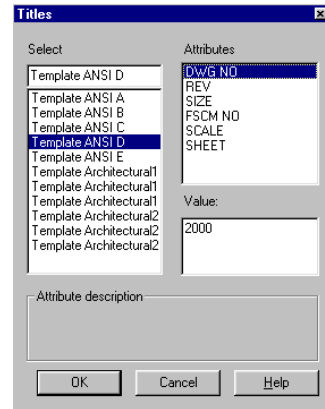 Titles
Select
Template ANSI D
Template ANSI A
Template ANSI B
Template ANSI C
Template ANSI D
Template ANSI E
Template Architectural1
Template Architectural1
Template Architectural1
Template Architectural2
Template Architectural2
Template Architectural2
Attributes
DWG NO
REV
SIZE
FSCM NO
SCALE
SHEET
Value:
2000
Attribute description
OK
Cancel
Help